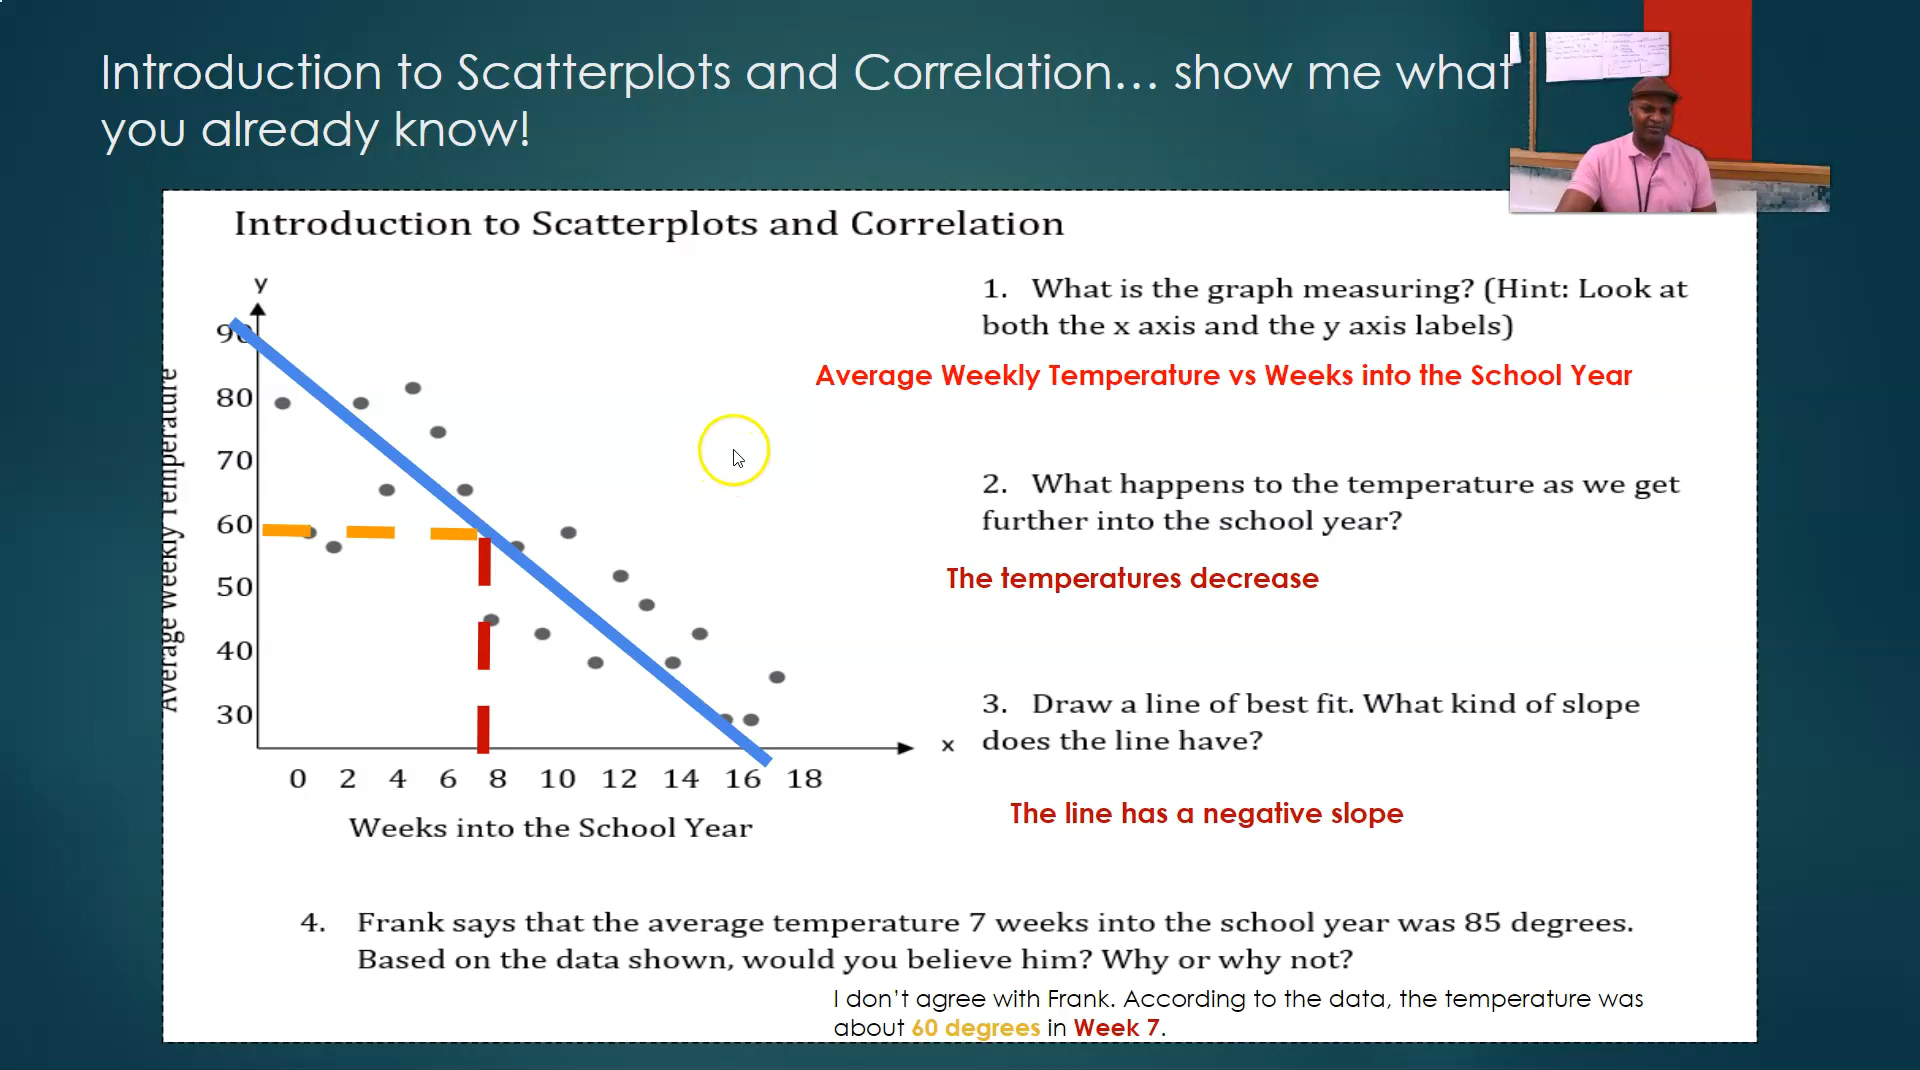 Introduction to Scatterplots and Correlation… show me what
you already know!
Introduction to Scatterplots and Correlation
y
90
80
70
60
50
40
30
Average Weekly Temperature
0 2 4 6 8 10 12 14 16 18
x
Weeks into the School Year
1. What is the graph measuring? (Hint: Look at
both the x axis and the y axis labels)
Average Weekly Temperature vs Weeks into the School Year
2. What happens to the temperature as we get
further into the school year?
The temperatures decrease
3. Draw a line of best fit. What kind of slope
does the line have?
The line has a negative slope
4. Frank says that the average temperature 7 weeks into the school year was 85 degrees.
Based on the data shown, would you believe him? Why or why not?
I don't agree with Frank. According to the data, the temperature was
about 60 degrees in Week 7.